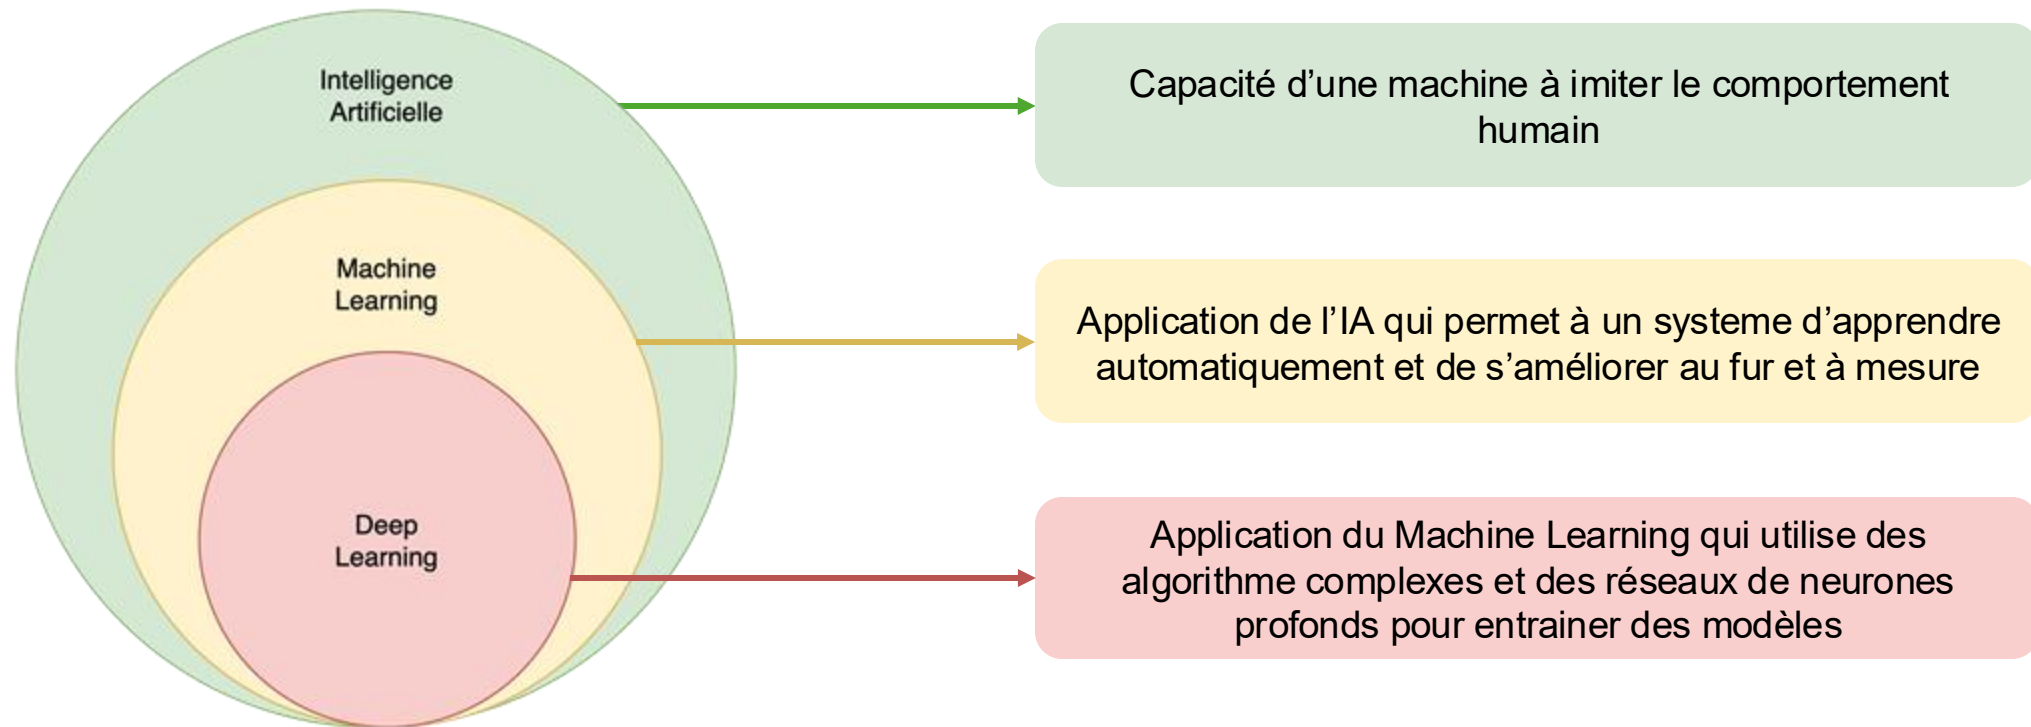 Intelligence
Artificielle
Capacité d’une machine à imiter le comportement
humain
Machine
Learning
Application de l’IA qui permet à un systeme d’apprendre
automatiquement et de s’améliorer au fur et à mesure
Deep
Learning
Application du Machine Learning qui utilise des
algorithme complexes et des réseaux de neurones
profonds pour entrainer des modèles